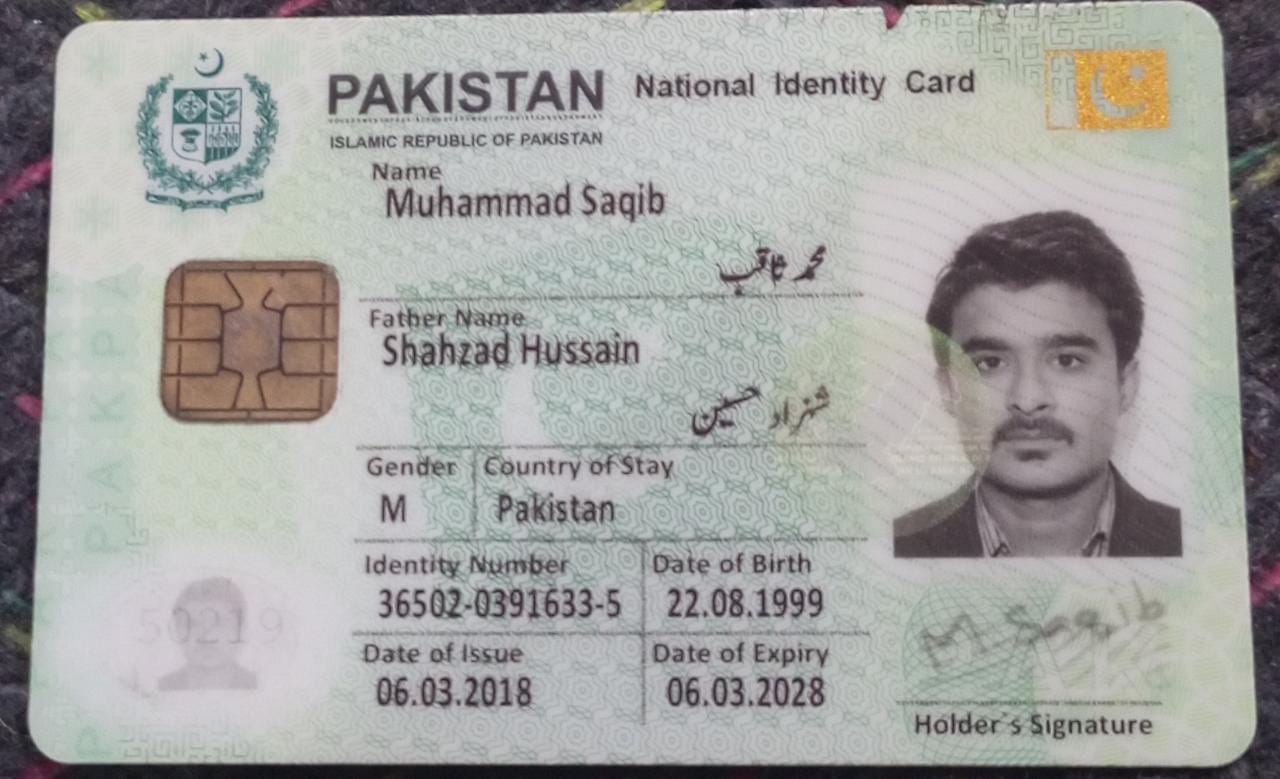 PAKISTAN National Identity Card
ISLAMIC REPUBLIC OF PAKISTAN
Name
Muhammad Saqib
محمد ثاقب
Father Name
Shahzad Hussain
شہزاد حسین
Gender Country of Stay
M Pakistan
Identity Number Date of Birth
36502-0391633-5 22.08.1999
Date of Issue Date of Expiry
06.03.2018 06.03.2028
50219
M Saqib
Holder's Signature